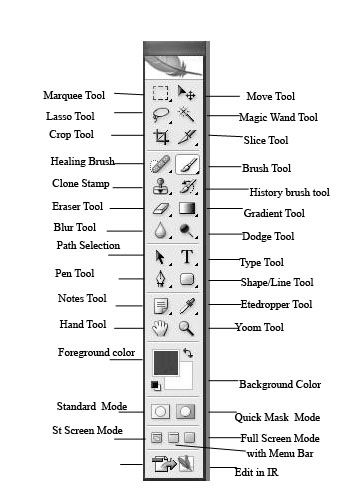 Marquee Tool
Move Tool
Lasso Tool
Magic Wand Tool
Crop Tool
Slice Tool
Healing Brush
Brush Tool
Clone Stamp
History brush tool
Eraser Tool
Gradient Tool
Blur Tool
Dodge Tool
Path Selection
T
Type Tool
Pen Tool
Shape/Line Tool
Notes Tool
Etedropper Tool
Hand Tool
Yoom Tool
Foreground color
Background Color
Standard Mode
Quick Mask Mode
St Screen Mode
Full Screen Mode
with Menu Bar
Edit in IR